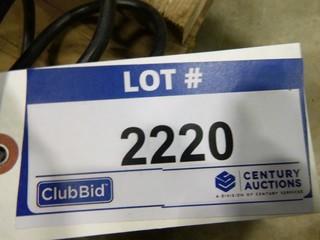 LOT #
2220
ClubBid
CENTURY
AUCTIONS
A DIVISION OF CENTURY SERVICES